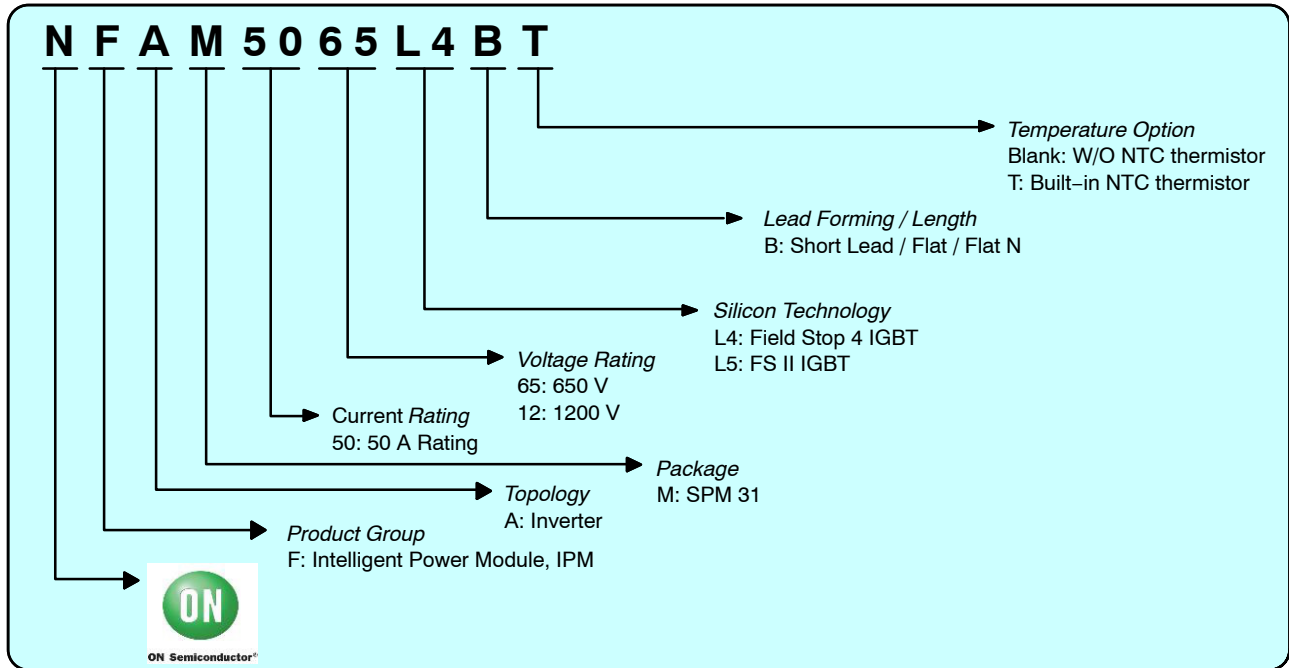 N F A M 5 0 6 5 L 4 B T
Temperature Option
Blank: W/O NTC thermistor
T: Built−in NTC thermistor
Lead Forming / Length
B: Short Lead / Flat / Flat N
Silicon Technology
L4: Field Stop 4 IGBT
L5: FS II IGBT
Voltage Rating
65: 650 V
12: 1200 V
Current Rating
50: 50 A Rating
Package
M: SPM 31
Topology
A: Inverter
Product Group
F: Intelligent Power Module, IPM
ON
ON Semiconductor®